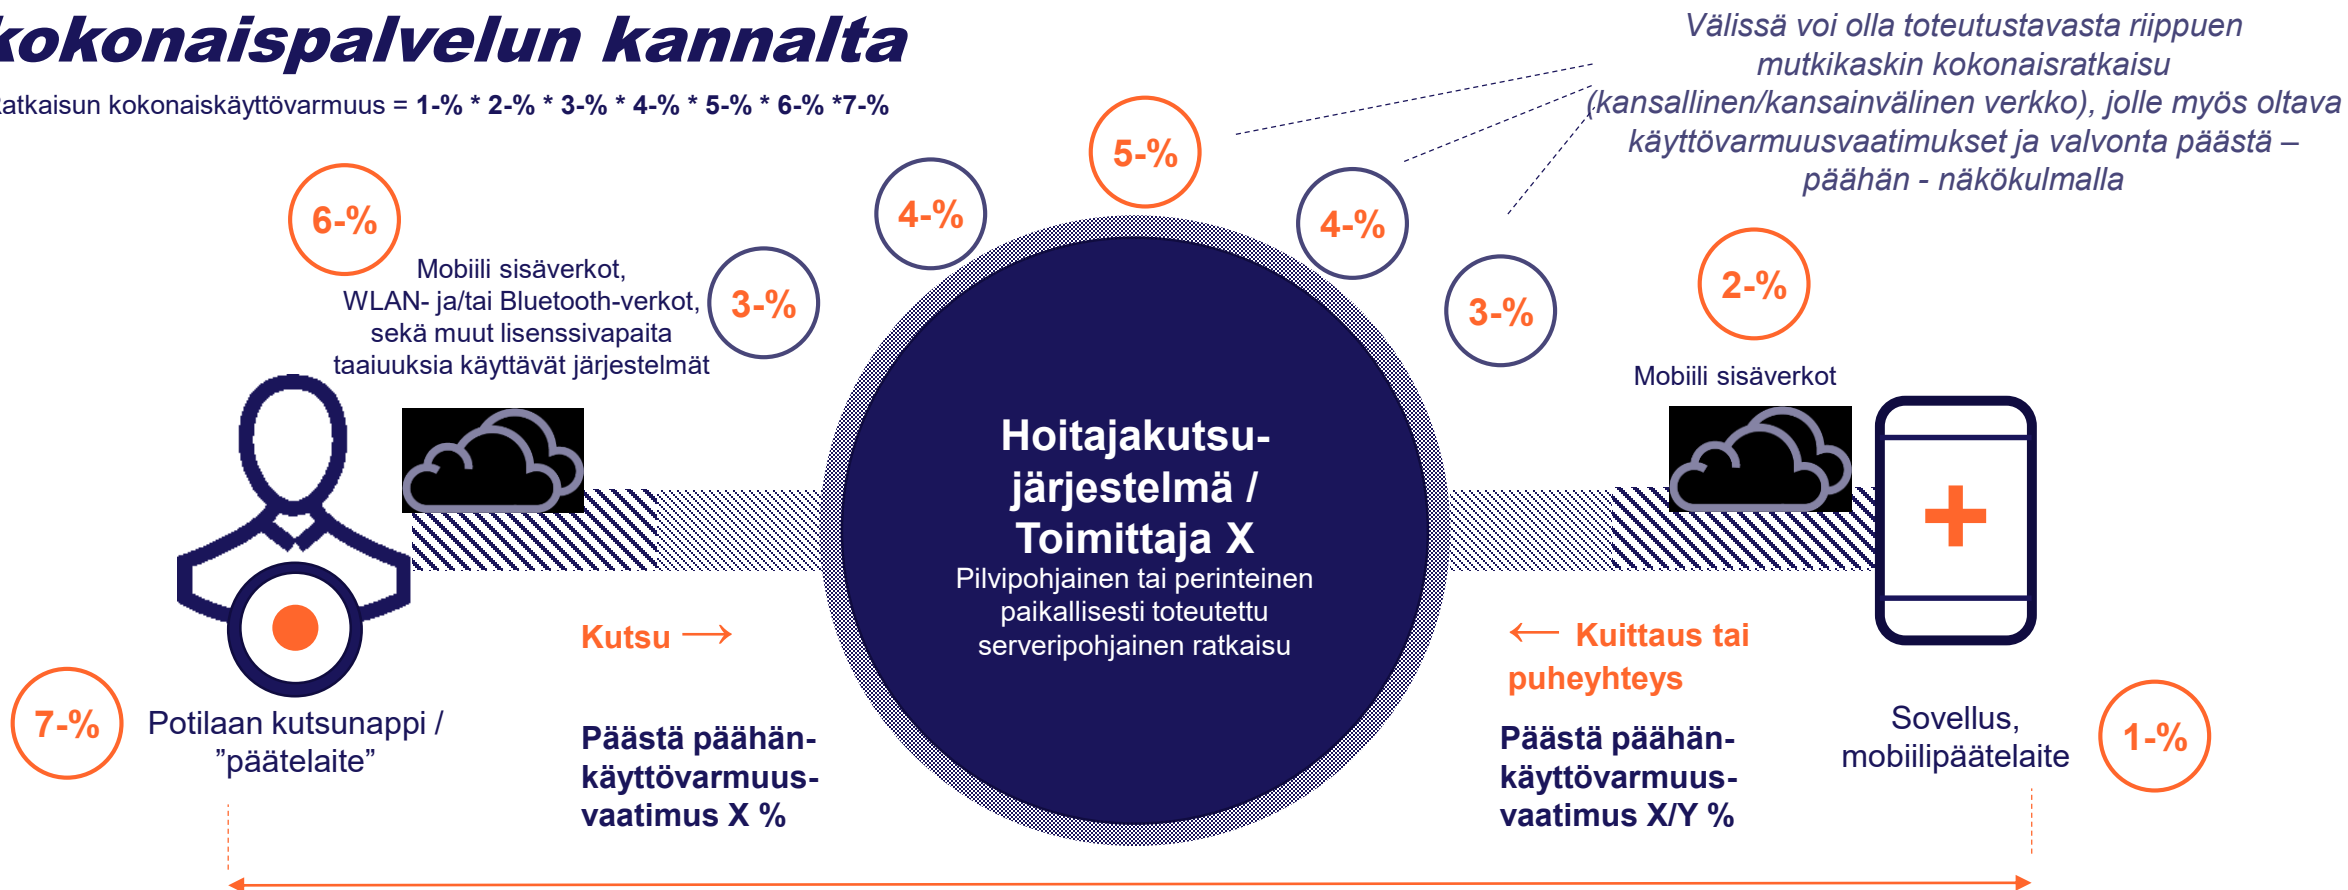 kokonaispalvelun kannalta
Ratkaisun kokonaiskäyttövarmuus = 1-% * 2-% * 3-% * 4-% * 5-% * 6-% *7-%
Välissä voi olla toteutustavasta riippuen
mutkikaskin kokonaisratkaisu
(kansallinen/kansainvälinen verkko), jolle myös oltava
käyttövarmuusvaatimukset ja valvonta päästä –
päähän - näkökulmalla
5-%
4-%
4-%
6-%
3-%
3-%
2-%
Mobiili sisäverkot,
WLAN- ja/tai Bluetooth-verkot,
sekä muut lisenssivapaita
taaiuuksia käyttävät järjestelmät
Mobiili sisäverkot
Hoitajakutsu-
järjestelmä /
Toimittaja X
Pilvipohjainen tai perinteinen
paikallisesti toteutettu
serveripohjainen ratkaisu
Kutsu →
← Kuittaus tai
puheyhteys
7-%
Potilaan kutsunappi /
”päätelaite”
Päästä päähän-
käyttövarmuus-
vaatimus X %
Päästä päähän-
käyttövarmuus-
vaatimus X/Y %
Sovellus,
mobiilipäätelaite
1-%